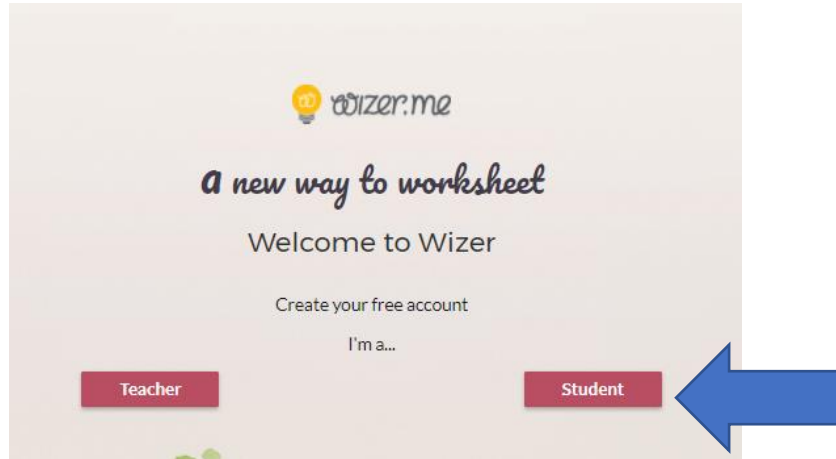 wizer.me
a new way to worksheet
Welcome to Wizer
Create your free account
I'm a...
Teacher Student